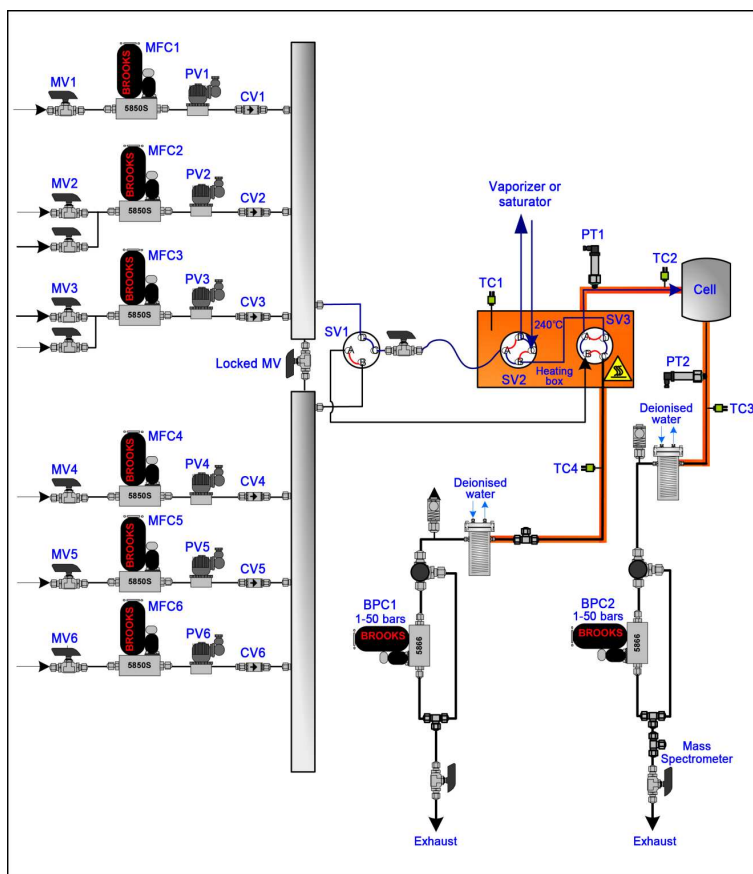 MFC1
MV1
BROOKS
PV1
CV1
5850S
MFC2
MV2
BROOKS
PV2
CV2
5850S
MFC3
MV3
BROOKS
PV3
CV3
5850S
Locked MV
MFC4
MV4
BROOKS
PV4
CV4
5850S
MFC5
MV5
BROOKS
PV5
CV5
5850S
MFC6
MV6
BROOKS
PV6
CV6
5850S
SV1
A
B
Vaporizer or
saturator
TC1
240°C
SV3
A
B
A
B
SV2
Heating
box
PT1
TC2
Cell
PT2
TC3
Deionised
water
TC4
Deionised
water
BPC1
1-50 bars
BROOKS
5866
BPC2
1-50 bars
BROOKS
5866
Mass
Spectrometer
Exhaust
Exhaust